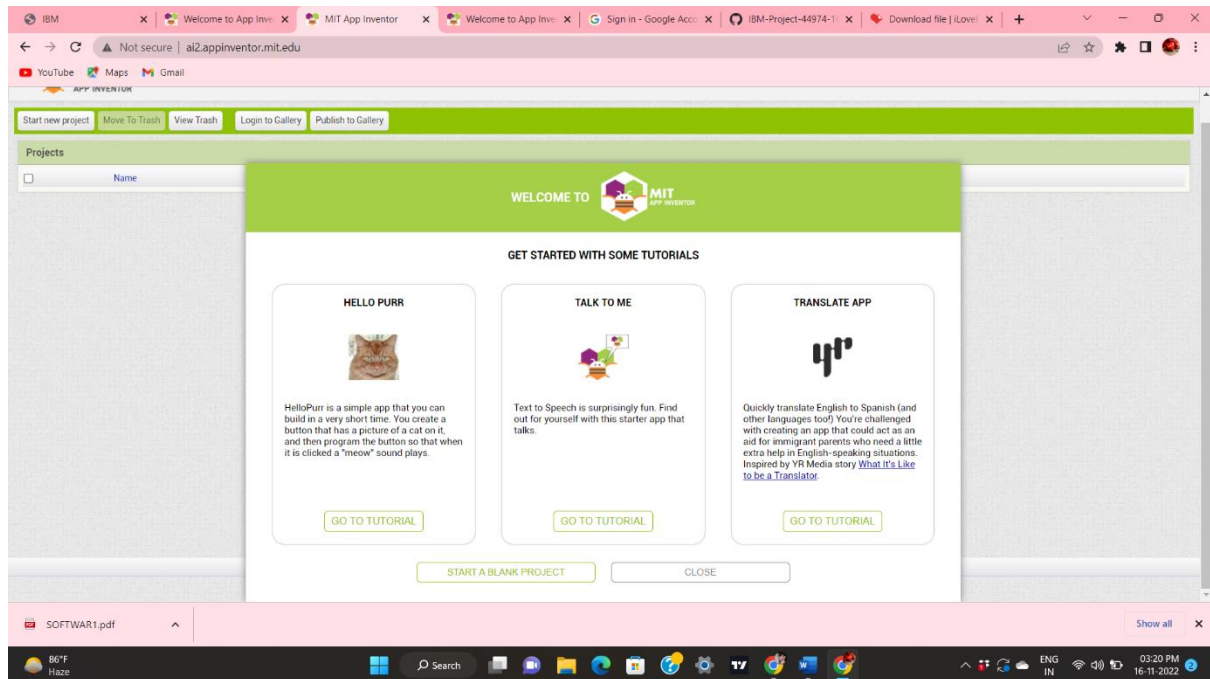 IBM
Welcome to App Inve
MIT App Inventor
Welcome to App Inve
Sign in - Google Acco
IBM-Project-44974-1
Download file | iLove
Not secure | ai2.appinventor.mit.edu
YouTube Maps Gmail
APP INVENTOR
Start new project Move To Trash View Trash Login to Gallery Publish to Gallery
Projects
Name
WELCOME TO MIT
APP INVENTOR
GET STARTED WITH SOME TUTORIALS
HELLO PURR
HelloPurr is a simple app that you can
build in a very short time. You create a
button that has a picture of a cat on it,
and then program the button so that when
it is clicked a "meow" sound plays.
GO TO TUTORIAL
TALK TO ME
Text to Speech is surprisingly fun. Find
out for yourself with this starter app that
talks.
GO TO TUTORIAL
TRANSLATE APP
yr
Quickly translate English to Spanish (and
other languages too!) You're challenged
with creating an app that could act as an
aid for immigrant parents who need a little
extra help in English-speaking situations.
Inspired by YR Media story What It's Like
to be a Translator.
GO TO TUTORIAL
START A BLANK PROJECT CLOSE
SOFTWAR1.pdf
Show all
86°F
Haze
Search
ENG
IN
03:20 PM
16-11-2022
2